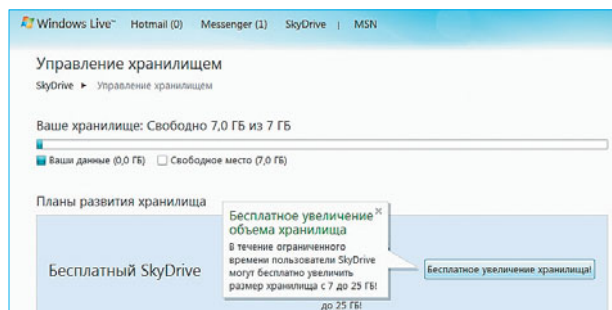 Windows Live™ Hotmail (0) Messenger (1) SkyDrive | MSN
Управление хранилищем
SkyDrive ► Управление хранилищем
Ваше хранилище: Свободно 7,0 ГБ из 7 ГБ
Ваши данные (0,0 ГБ) Свободное место (7,0 ГБ)
Планы развития хранилища
Бесплатное увеличение
объема хранилища
В течение ограниченного
времени пользователи SkyDrive
могут бесплатно увеличить
размер хранилища с 7 до 25 ГБ!
Бесплатный SkyDrive
Бесплатное увеличение хранилища!
до 25 ГБ!